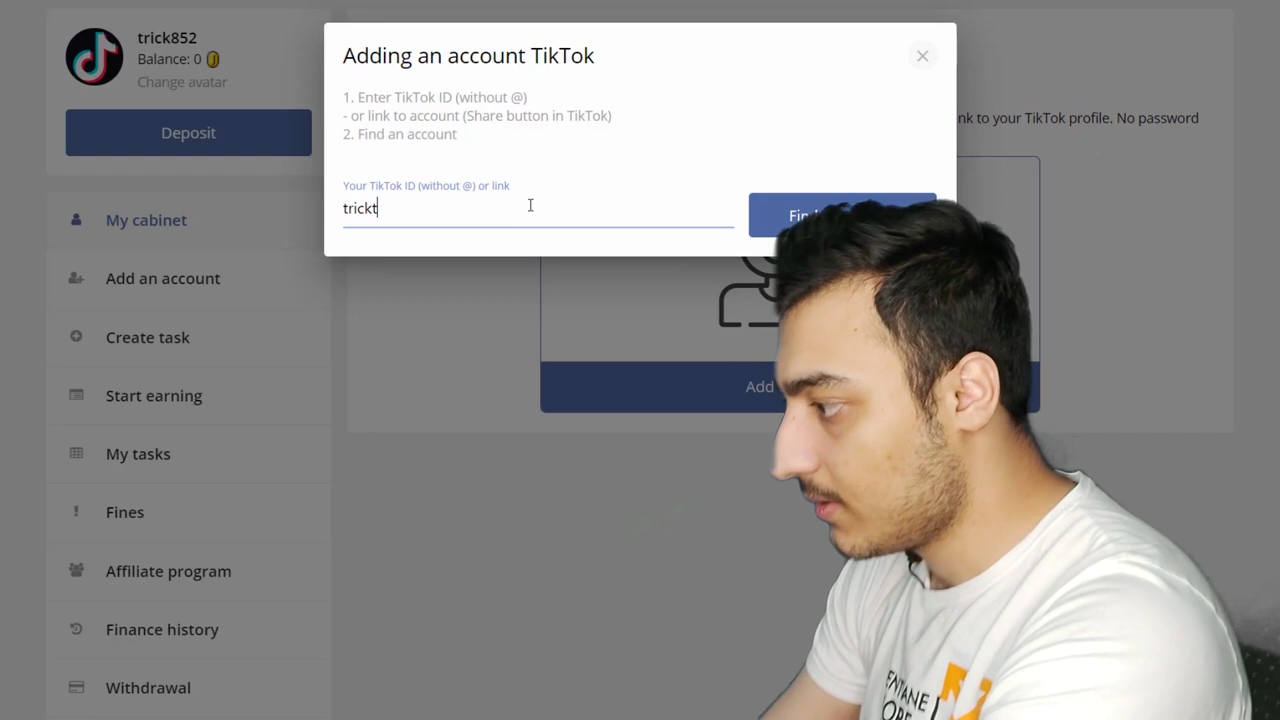 trick852
Balance: 0
Change avatar
Deposit
My cabinet
Add an account
Create task
Start earning
My tasks
Fines
Affiliate program
Finance history
Withdrawal
Adding an account TikTok
1. Enter TikTok ID (without @)
- or link to account (Share button in TikTok)
2. Find an account
Your TikTok ID (without @) or link
trickt
nk to your TikTok profile. No password
Add